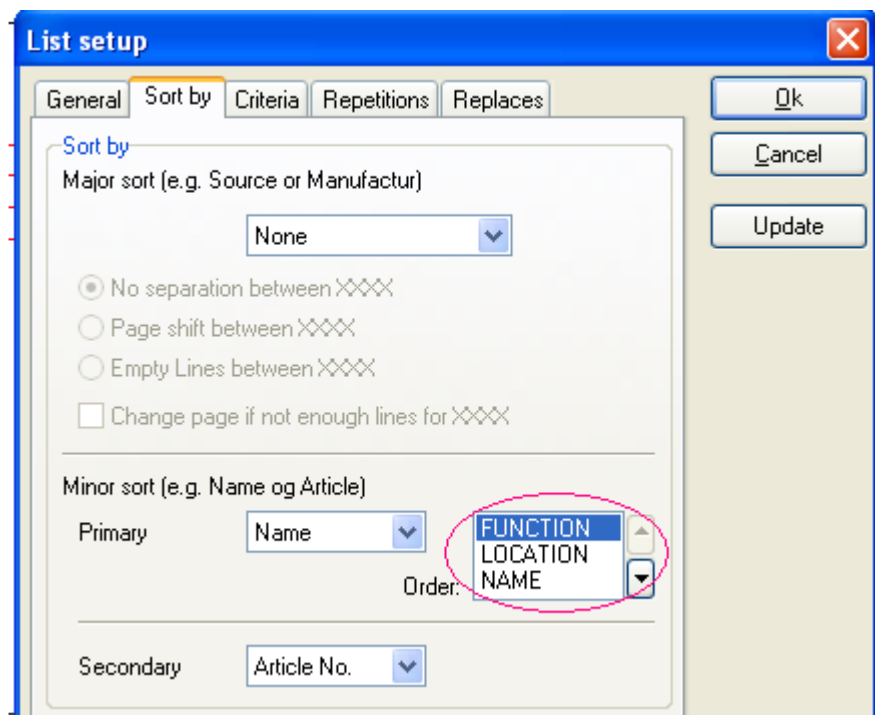 List setup
General Sort by Criteria Repetitions Replaces
Ok
Cancel
Update
Sort by
Major sort (e.g. Source or Manufactur)
None
No separation between XXXX
Page shift between XXXX
Empty Lines between XXXX
Change page if not enough lines for XXXX
Minor sort (e.g. Name og Article)
Primary Name
Order:
FUNCTION
LOCATION
NAME
Secondary Article No.